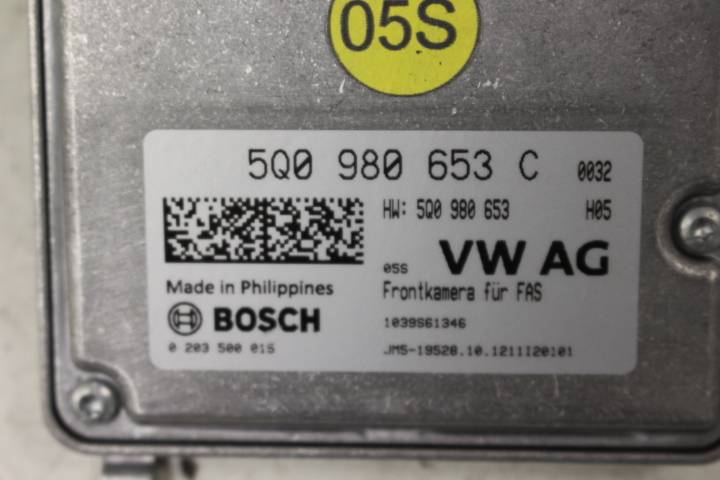 05S
5Q0 980 653 C 0032
HW: 5Q0 980 653 H05
05S VW AG
Made in Philippines
Frontkamera für FAS
BOSCH
1039S61346
0 203 500 015
JM5-19528.10.1211120101